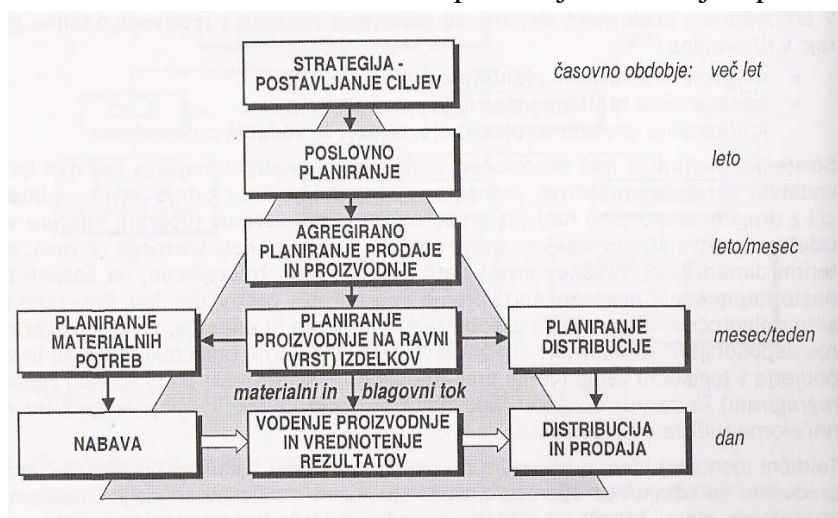 STRATEGIJA -
POSTAVLJANJE CILJEV
časovno obdobje: več let
POSLOVNO
PLANIRANJE
leto
AGREGIRANO
PLANIRANJE PRODAJE
IN PROIZVODNJE
leto/mesec
PLANIRANJE
MATERIALNIH
POTREB
PLANIRANJE
PROIZVODNJE NA RAVNI
(VRST) IZDELKOV
PLANIRANJE
DISTRIBUCIJE
mesec/teden
materialni in blagovni tok
NABAVA
VODENJE PROIZVODNJE
IN VREDNOTENJE
REZULTATOV
DISTRIBUCIJA
IN PRODAJA
dan